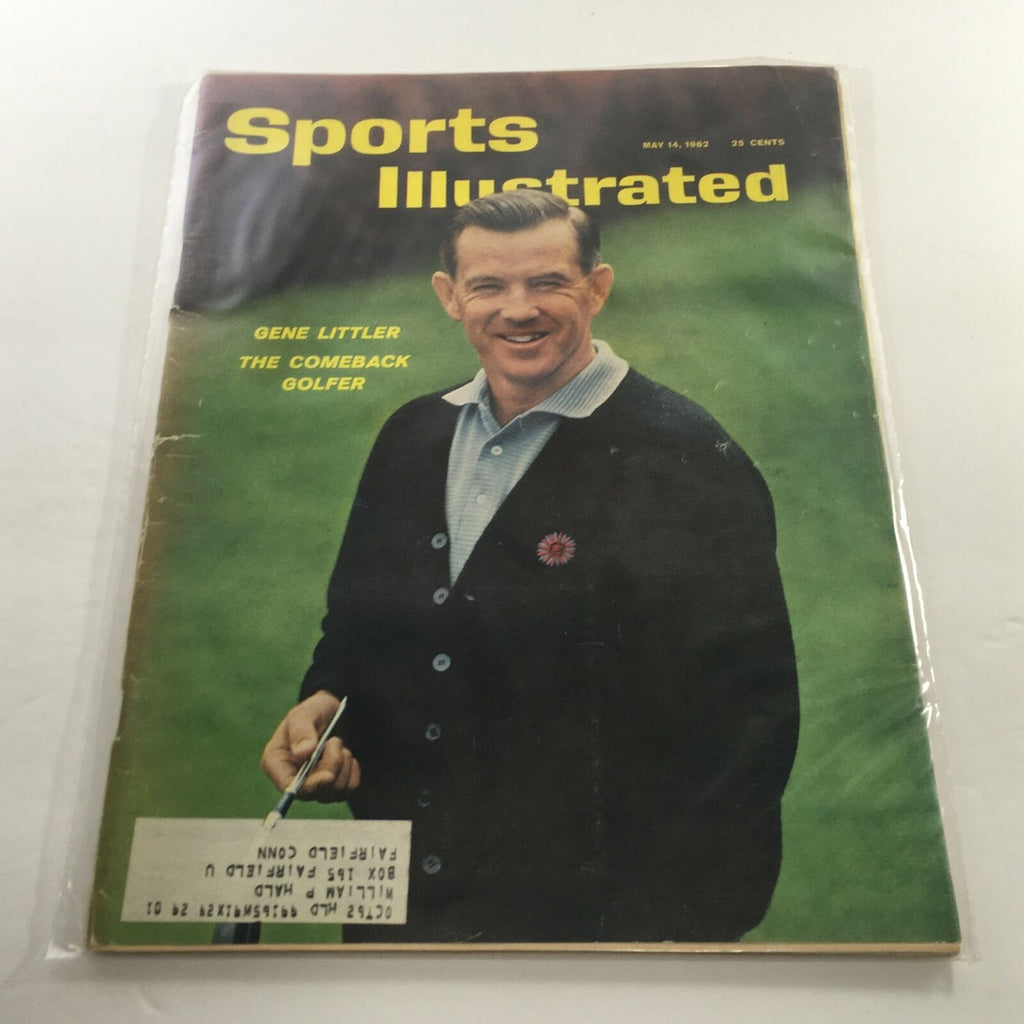 Sports
Illustrated
MAY 14, 1962 25 CENTS
GENE LITTLER
THE COMEBACK
GOLFER
OCT62 HLD 99165M91X29 29 01
WILLIAM P HALD
BOX 165 FAIRFIELD U
FAIRFIELD CONN